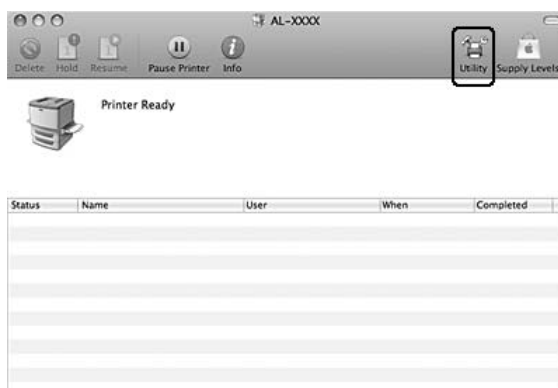 AL-XXXX
Delete Hold Resume Pause Printer Info Utility Supply Levels
Printer Ready
Status Name User When Completed